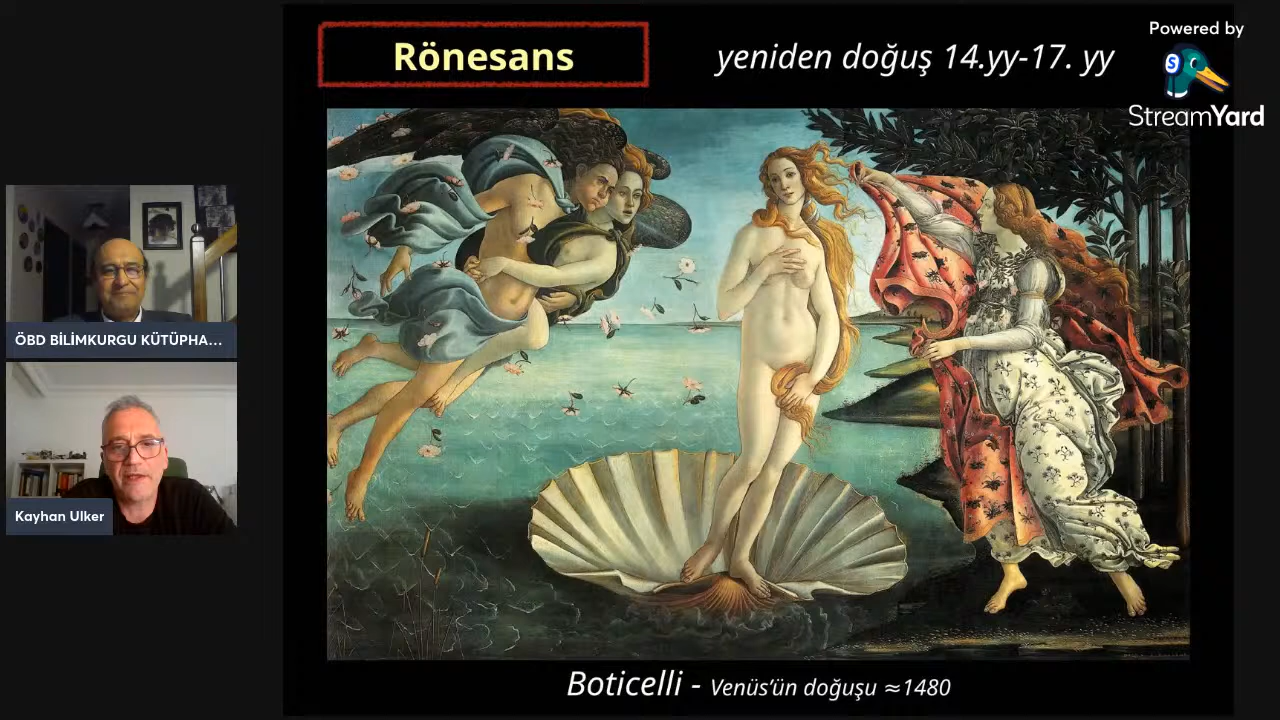 Rönesans
yeniden doğuş 14.yy-17. yy
Powered by
StreamYard
ÖBD BİLİMKURGU KÜTÜPHA...
Kayhan Ulker
Boticelli - Venüs’ün doğuşu ≈1480